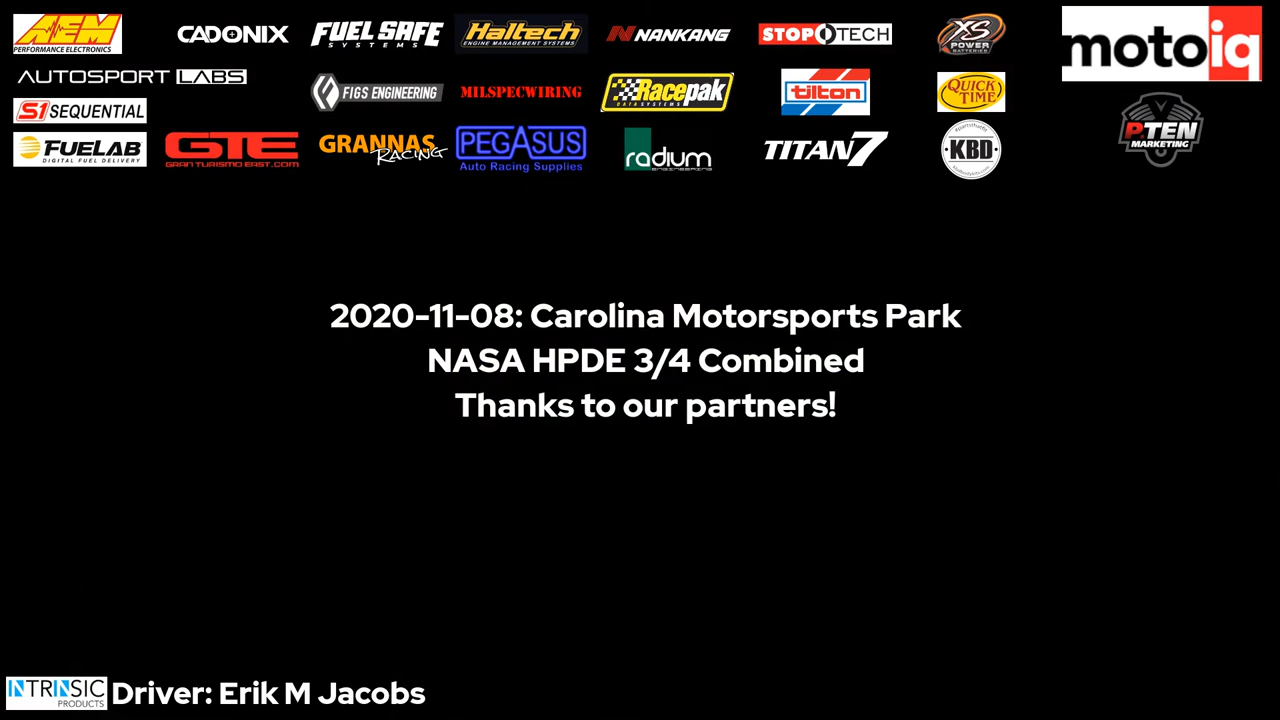 AEM
PERFORMANCE ELECTRONICS
CADONIX
FUEL SAFE
SYSTEMS
Haltech
ENGINE MANAGEMENT SYSTEMS
NANKANG
STOPTECH
XS
POWER
BATTERIES
motoiq
AUTOSPORT LABS
S1 SEQUENTIAL
FIGS ENGINEERING
MILSPECWIRING
Racepak
DATA SYSTEMS
tilton
QUICK
TIME
P.TEN
MARKETING
FUELAB
DIGITAL FUEL DELIVERY
GTE
GRAN TURISMO EAST.COM
GRANNAS
RACING
PEGASUS
Auto Racing Supplies
radium
ENGINEERING
TITAN7
KBD
2020-11-08: Carolina Motorsports Park
NASA HPDE 3/4 Combined
Thanks to our partners!
INTRINSIC
PRODUCTS
Driver: Erik M Jacobs